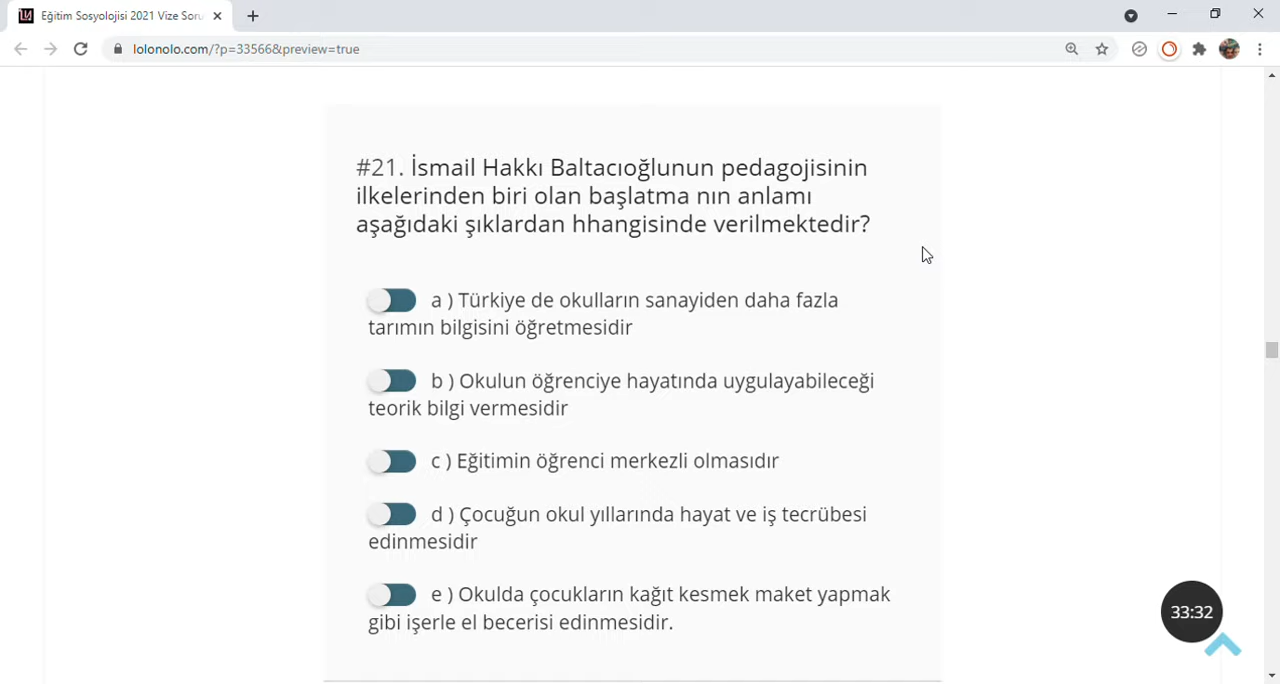 Eğitim Sosyolojisi 2021 Vize Soru
lolonolo.com/?p=33566&preview=true
#21. İsmail Hakkı Baltacıoğlunun pedagojisinin
ilkelerinden biri olan başlatma nın anlamı
aşağıdaki şıklardan hhangisinde verilmektedir?
a ) Türkiye de okulların sanayiden daha fazla
tarımın bilgisini öğretmesidir
b ) Okulun öğrenciye hayatında uygulayabileceği
teorik bilgi vermesidir
c ) Eğitimin öğrenci merkezli olmasıdır
d ) Çocuğun okul yıllarında hayat ve iş tecrübesi
edinmesidir
e ) Okulda çocukların kağıt kesmek maket yapmak
gibi işerle el becerisi edinmesidir.
33:32